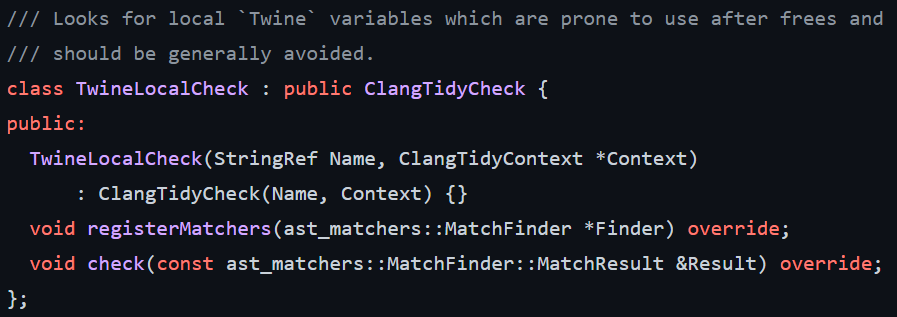 /// Looks for local `Twine` variables which are prone to use after frees and
/// should be generally avoided.
class TwineLocalCheck : public ClangTidyCheck {
public:
  TwineLocalCheck(StringRef Name, ClangTidyContext *Context)
      : ClangTidyCheck(Name, Context) {}
  void registerMatchers(ast_matchers::MatchFinder *Finder) override;
  void check(const ast_matchers::MatchFinder::MatchResult &Result) override;
};